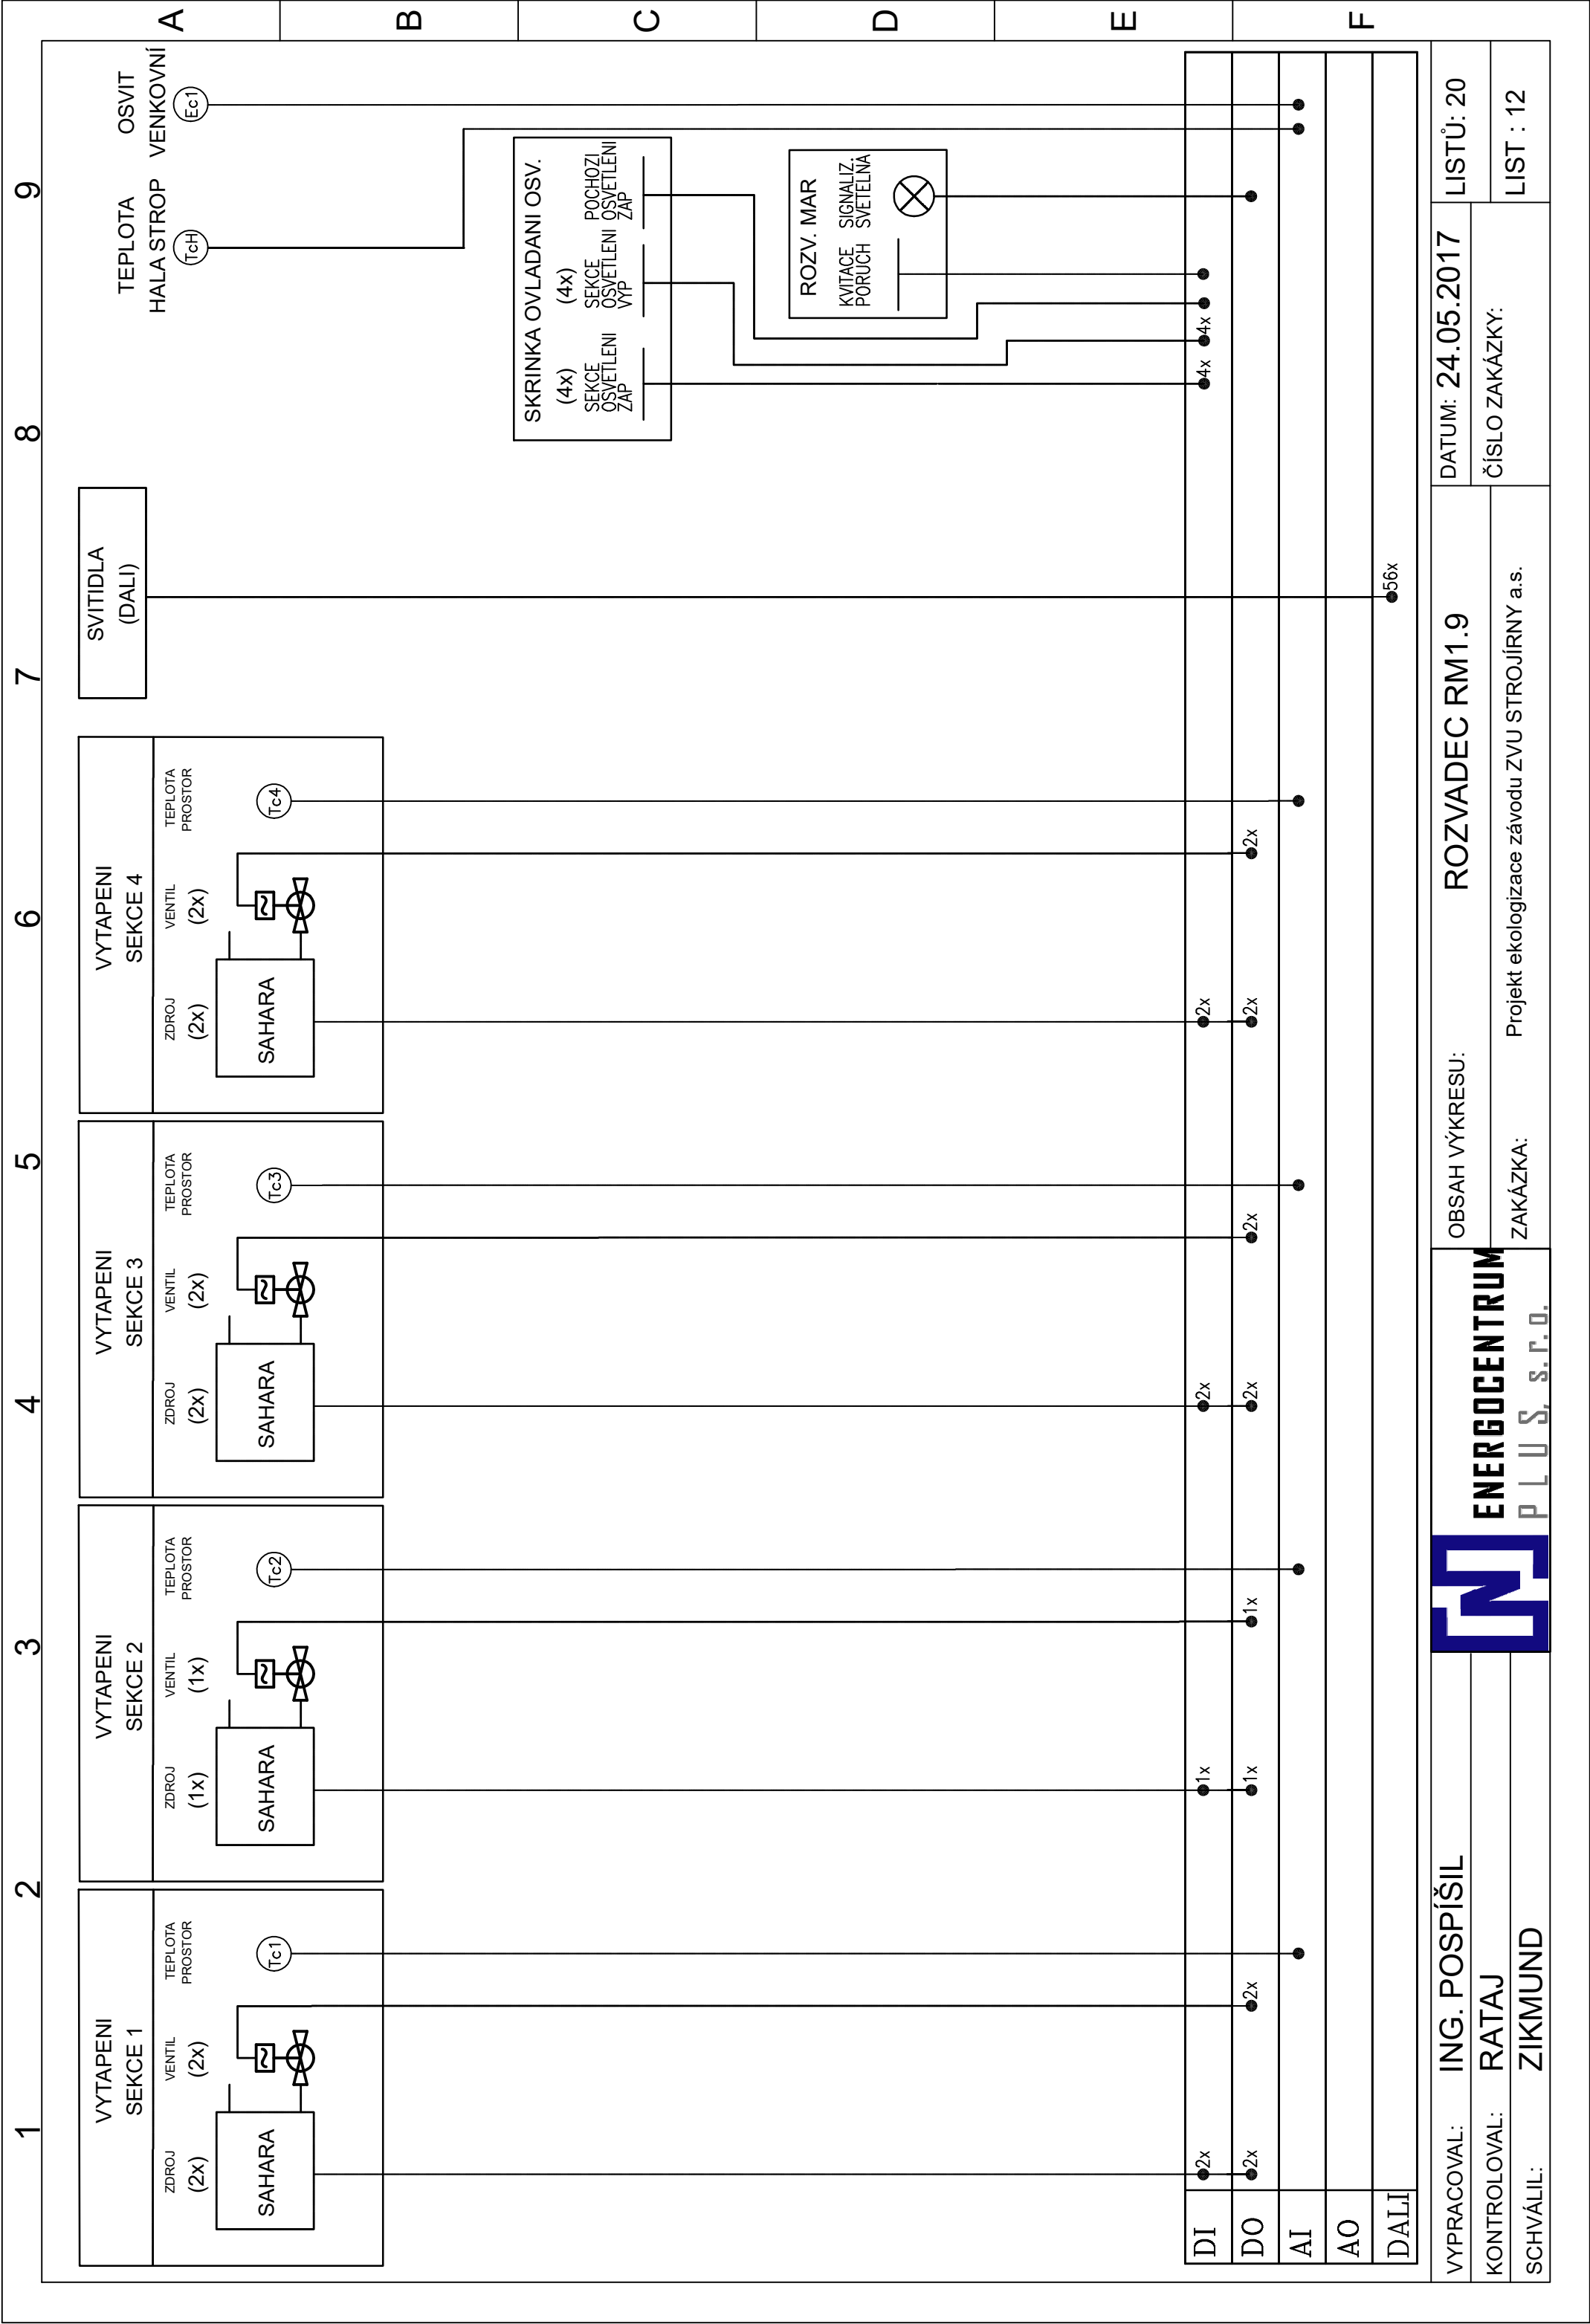 1 2 3 4 5 6 7 8 9
A
B
C
D
E
F
VYTAPENI
SEKCE 1
ZDROJ
(2x)
VENTIL
(2x)
TEPLOTA
PROSTOR
SAHARA
Tc1
VYTAPENI
SEKCE 2
ZDROJ
(1x)
VENTIL
(1x)
TEPLOTA
PROSTOR
SAHARA
Tc2
VYTAPENI
SEKCE 3
ZDROJ
(2x)
VENTIL
(2x)
TEPLOTA
PROSTOR
SAHARA
Tc3
VYTAPENI
SEKCE 4
ZDROJ
(2x)
VENTIL
(2x)
TEPLOTA
PROSTOR
SAHARA
Tc4
SVITIDLA
(DALI)
TEPLOTA
HALA STROP
TcH
OSVIT
VENKOVNÍ
Ec1
SKRINKA OVLADANI OSV.
(4x)
SEKCE
OSVETLENI
ZAP
(4x)
SEKCE
OSVETLENI
VYP
POCHOZI
OSVETLENI
ZAP
ROZV. MAR
KVITACE
PORUCH
SIGNALIZ.
SVETELNA
DI 2x 1x 2x 2x 4x 4x
DO 2x 2x 1x 1x 2x 2x 2x 2x
AI
AO
DALI 56x
VYPRACOVAL: ING. POSPÍŠIL
KONTROLOVAL: RATAJ
SCHVÁLIL: ZIKMUND
ENERGOCENTRUM
PLUS, s.r.o.
OBSAH VÝKRESU: ROZVADEC RM1.9
ZAKÁZKA: Projekt ekologizace závodu ZVU STROJÍRNY a.s.
DATUM: 24.05.2017
ČÍSLO ZAKÁZKY:
LISTŮ: 20
LIST : 12